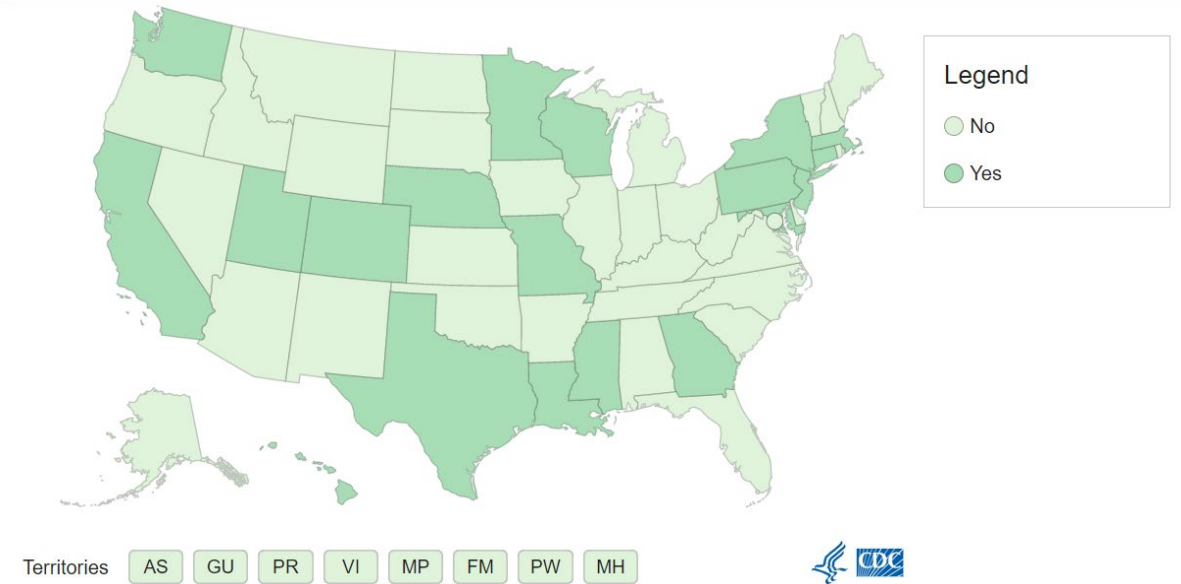 Legend
No
Yes
Territories AS GU PR VI MP FM PW MH
CDC